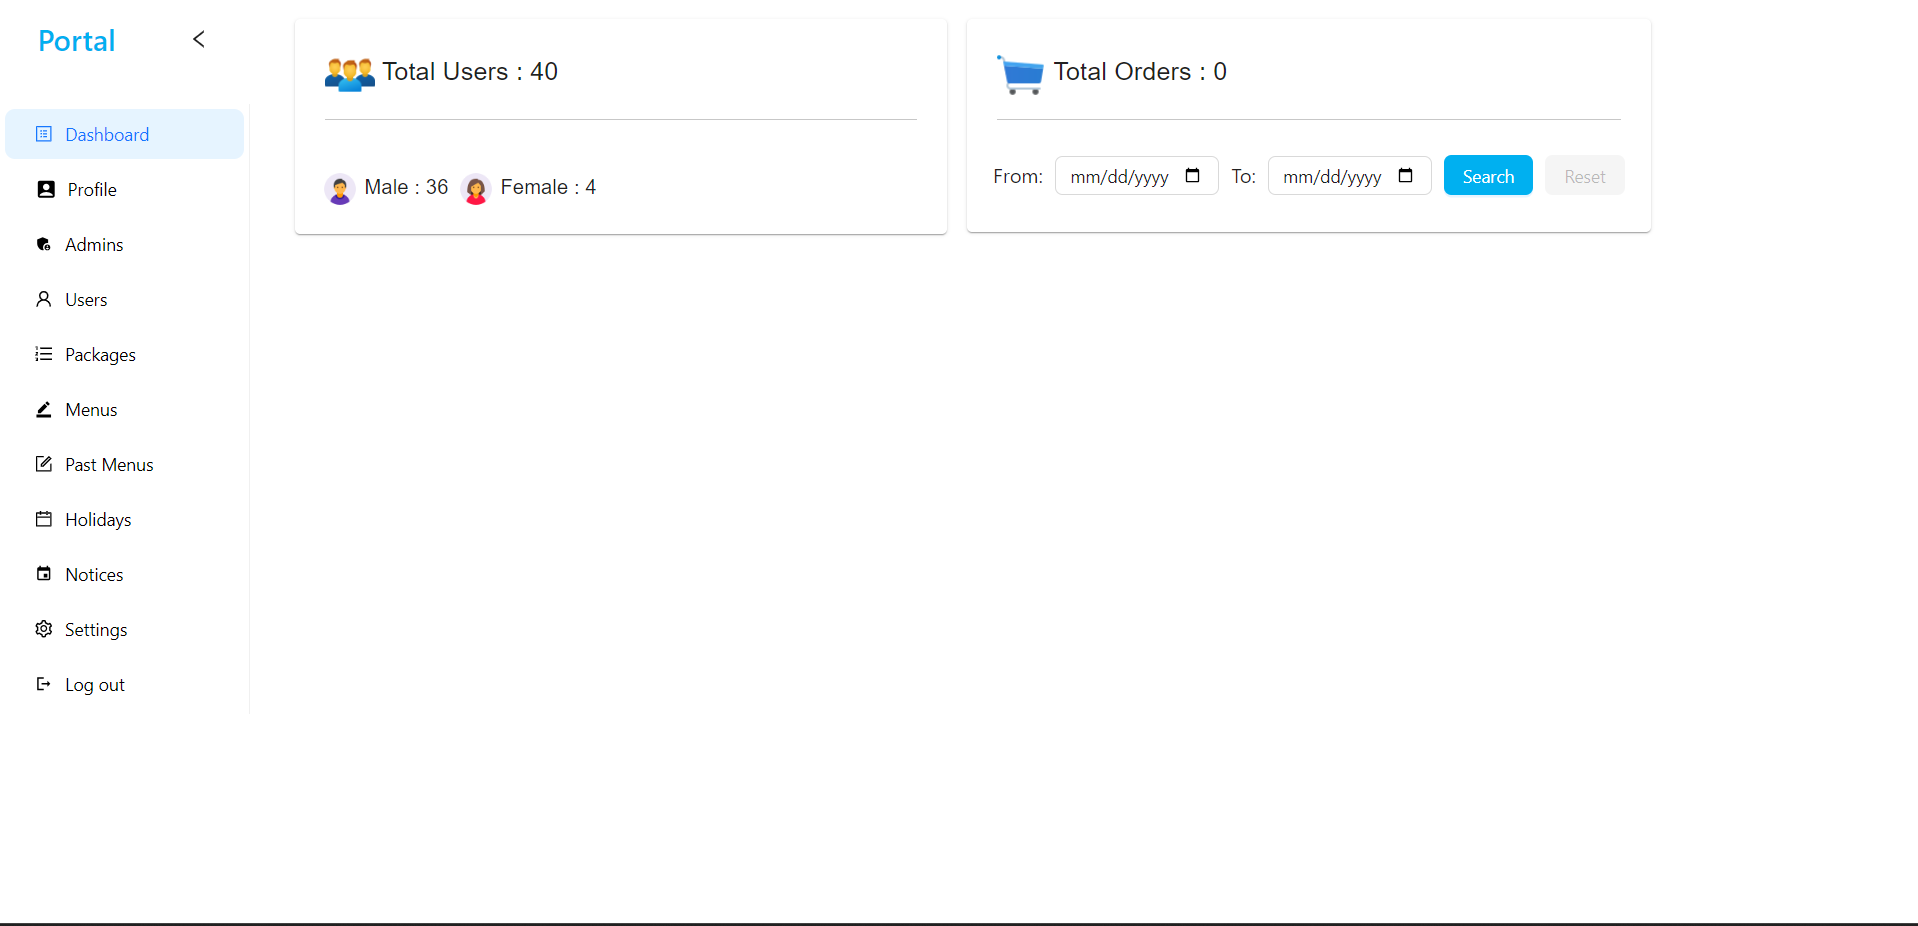 Portal
Dashboard
Profile
Admins
Users
Packages
Menus
Past Menus
Holidays
Notices
Settings
Log out
Total Users : 40
Male : 36 Female : 4
Total Orders : 0
From: mm/dd/yyyy To: mm/dd/yyyy Search Reset